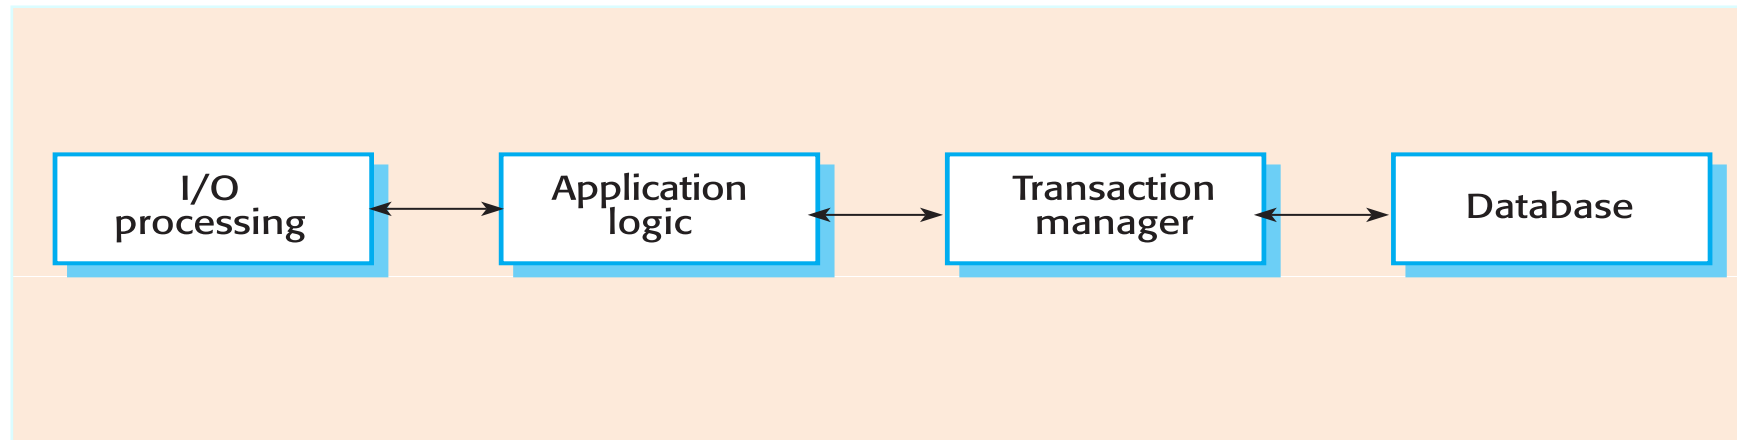 I/O
processing
Application
logic
Transaction
manager
Database